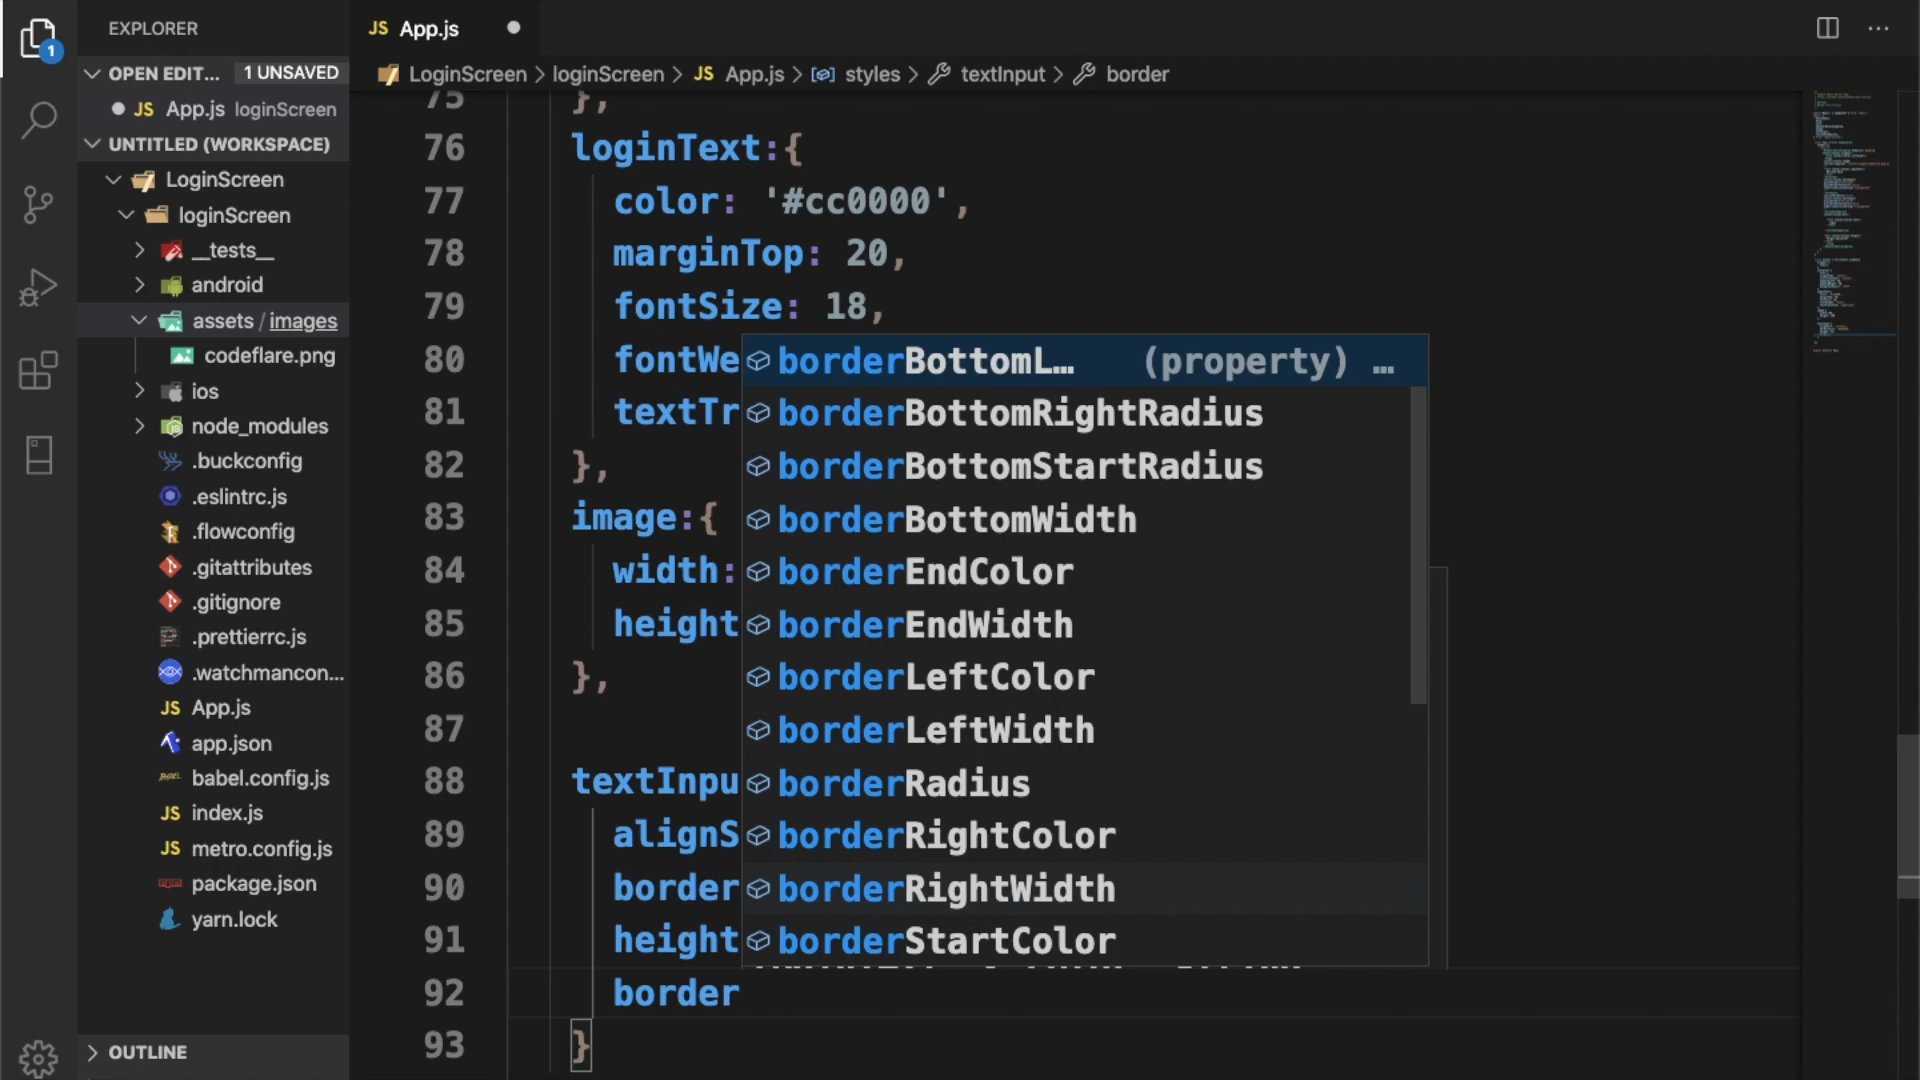 EXPLORER
JS App.js
1
OPEN EDIT... 1 UNSAVED
LoginScreen > loginScreen > JS App.js > styles > textInput > border
JS App.js loginScreen
UNTITLED (WORKSPACE)
LoginScreen
loginScreen
__tests__
android
assets / images
codeflare.png
ios
node_modules
.buckconfig
.eslintrc.js
.flowconfig
.gitattributes
.gitignore
.prettierrc.js
.watchmancon...
JS App.js
app.json
babel.config.js
JS index.js
JS metro.config.js
package.json
yarn.lock
OUTLINE
75 },
76 loginText:{
77 color: '#cc0000',
78 marginTop: 20,
79 fontSize: 18,
80 fontWe
81 textTr
82 },
83 image:{
84 width:
85 height
86 },
87
88 textInpu
89 alignS
90 border
91 height
92 border
93 }
borderBottomL... (property) ...
borderBottomRightRadius
borderBottomStartRadius
borderBottomWidth
borderEndColor
borderEndWidth
borderLeftColor
borderLeftWidth
borderRadius
borderRightColor
borderRightWidth
borderStartColor